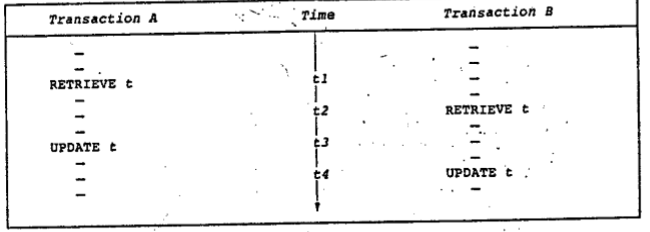 Transaction A Time Transaction B
–
–
–
–
RETRIEVE t t1 –
–
–
t2 RETRIEVE t
–
–
–
UPDATE t t3 –
–
–
t4 UPDATE t
–
–